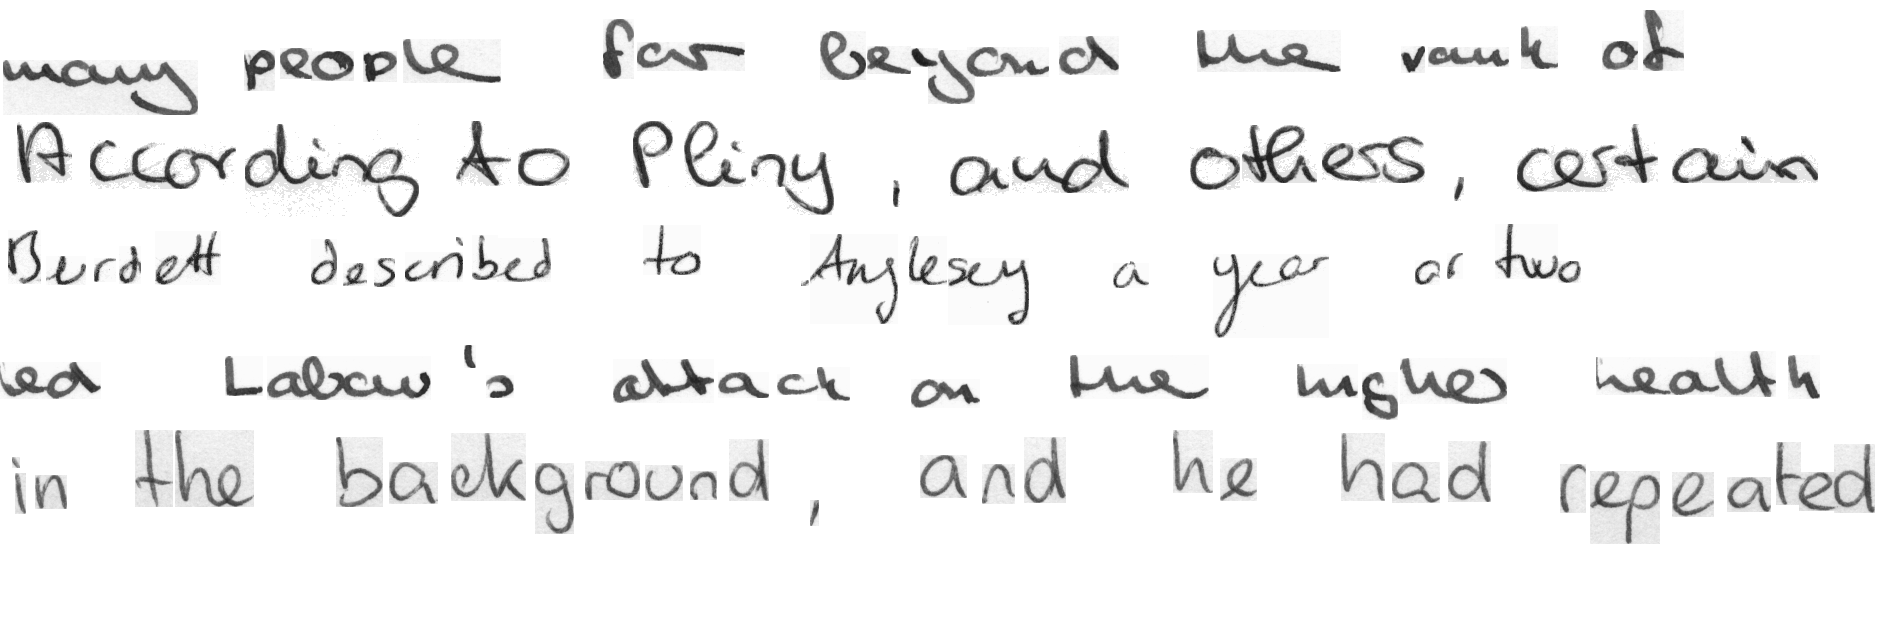 many people far beyond the rank of
According to Pliny, and others, certain
Burdett described to Anglesey a year or two
led Labour's attack on the higher health
in the background, and he had repeated